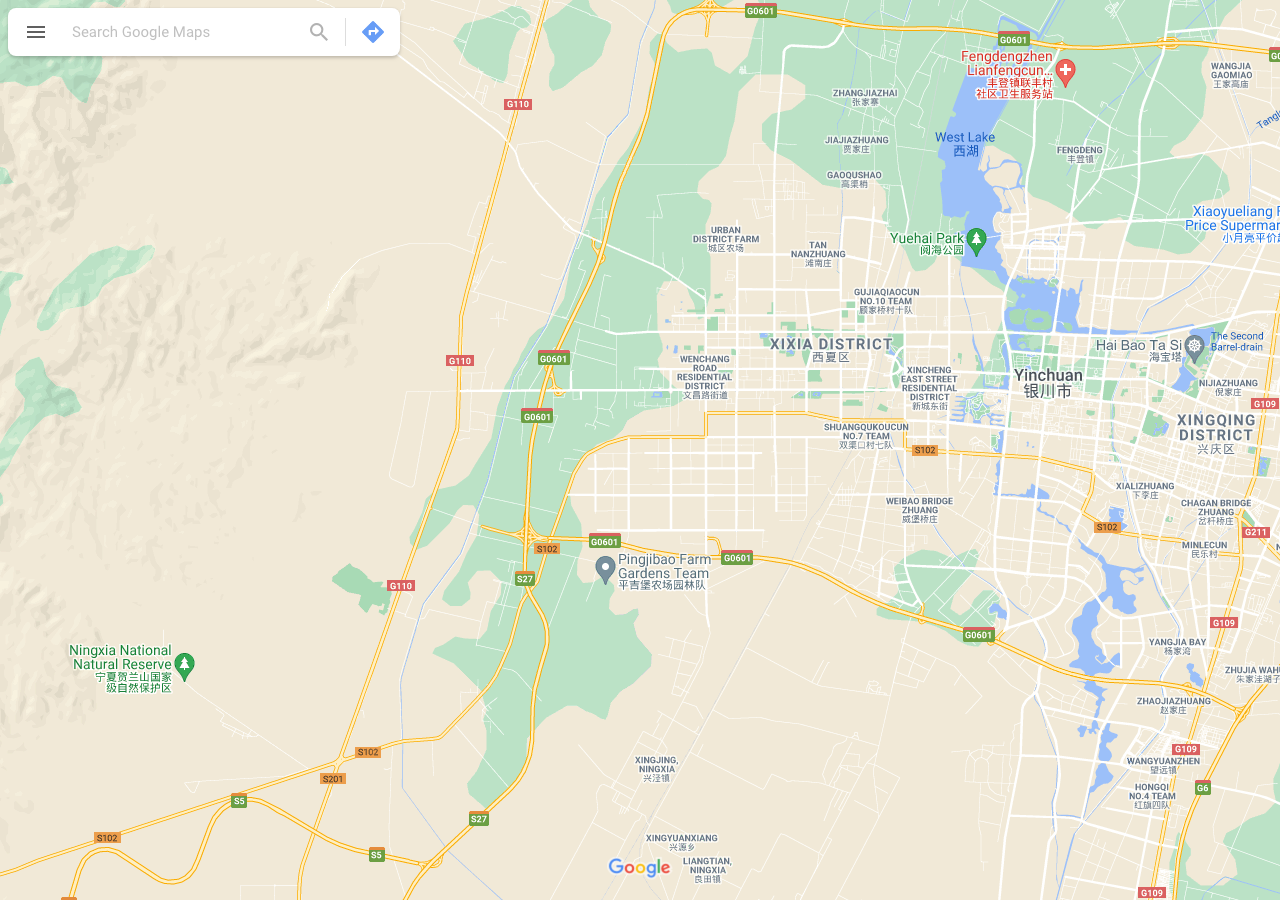 Search Google Maps
G0601
G0601
Fengdengzhen
Lianfengcun...
丰登镇联丰村
社区卫生服务站
WANGJIA
GAOMIAO
王家高庙
ZHANGJIAZHAI
张家寨
G110
West Lake
西湖
JIAJIAZHUANG
贾家庄
FENGDENG
丰登镇
GAOQUSHAO
高渠梢
Xiaoyueliang
Price Superma
小月亮平价
URBAN
DISTRICT FARM
城区农场
TAN
NANZHUANG
滩南庄
Yuehai Park
阅海公园
GUJIAQIAOCUN
NO.10 TEAM
顾家桥村十队
XIXIA DISTRICT
西夏区
Hai Bao Ta Si
海宝塔
The Second
Barrel-drain
G0601
G110
WENCHANG
ROAD
RESIDENTIAL
DISTRICT
文昌路街道
XINCHENG
EAST STREET
RESIDENTIAL
DISTRICT
新城东街
Yinchuan
银川市
NIJIAZHUANG
倪家庄
G109
G0601
XINGQING
DISTRICT
兴庆区
SHUANGQUKOUCUN
NO.7 TEAM
双渠口村七队
S102
XIALIZHUANG
下李庄
WEIBAO BRIDGE
ZHUANG
威堡桥庄
CHAGAN BRIDGE
ZHUANG
岔杆桥庄
S102
G211
G0601
S102
MINLECUN
民乐村
G0601
Pingjibao Farm
Gardens Team
平吉堡农场园林队
S27
G110
G109
G0601
YANGJIA BAY
杨家湾
Ningxia National
Natural Reserve
宁夏贺兰山国家
级自然保护区
ZHUJIA WAHU
朱家洼湖子
ZHAOJIAZHUANG
赵家庄
S102
G109
WANGYUANZHEN
望远镇
XINGJING,
NINGXIA
兴泾镇
S201
G6
HONGQI
NO.4 TEAM
红旗四队
S5
S27
S102
XINGYUANXIANG
兴源乡
S5
LIANGTIAN,
NINGXIA
良田镇
Google
G109